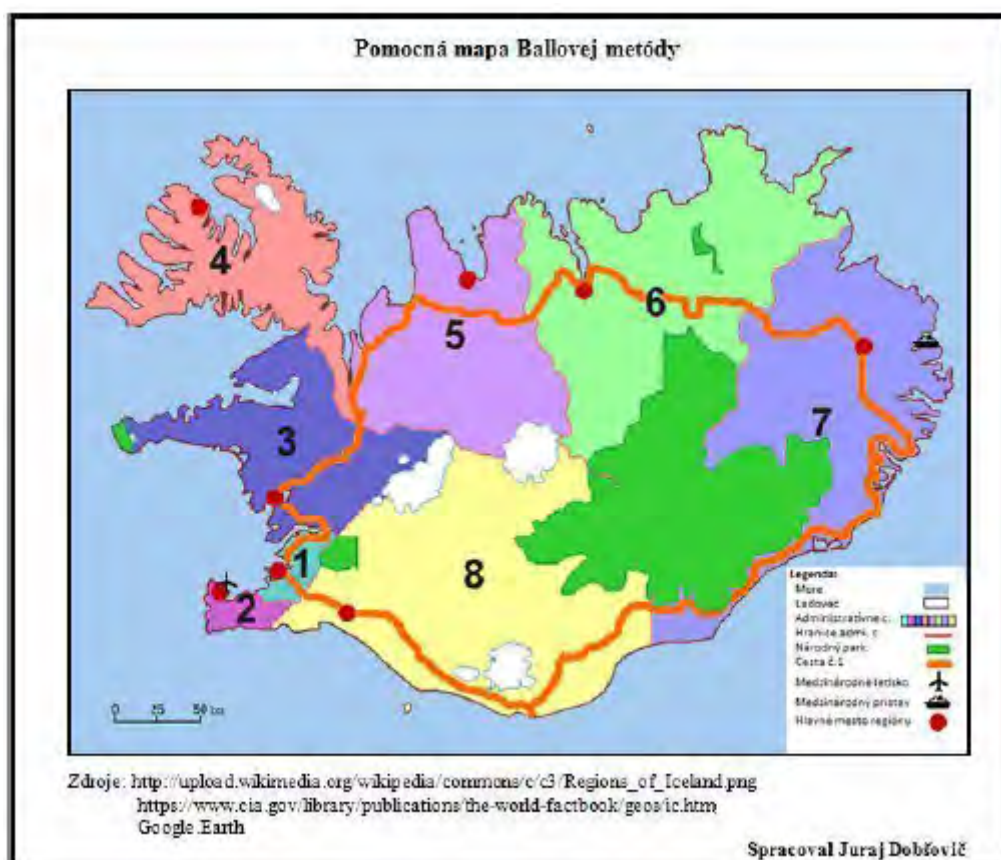 Pomocná mapa Ballovej metódy
4
6
5
7
3
1
8
2
Legenda:
More
Ľadovec
Administratívne c.
Hranice admi. c
Národný park
Cesta č.1
Medzinárodné letisko
Medzinárodný prístav
Hlavné mesto regiónu
0 25 50 km
Zdroje: http://upload.wikimedia.org/wikipedia/commons/c/c3/Regions_of_Iceland.png
https://www.cia.gov/library/publications/the-world-factbook/geos/ic.htm
Google Earth
Spracoval Juraj Dobšovič